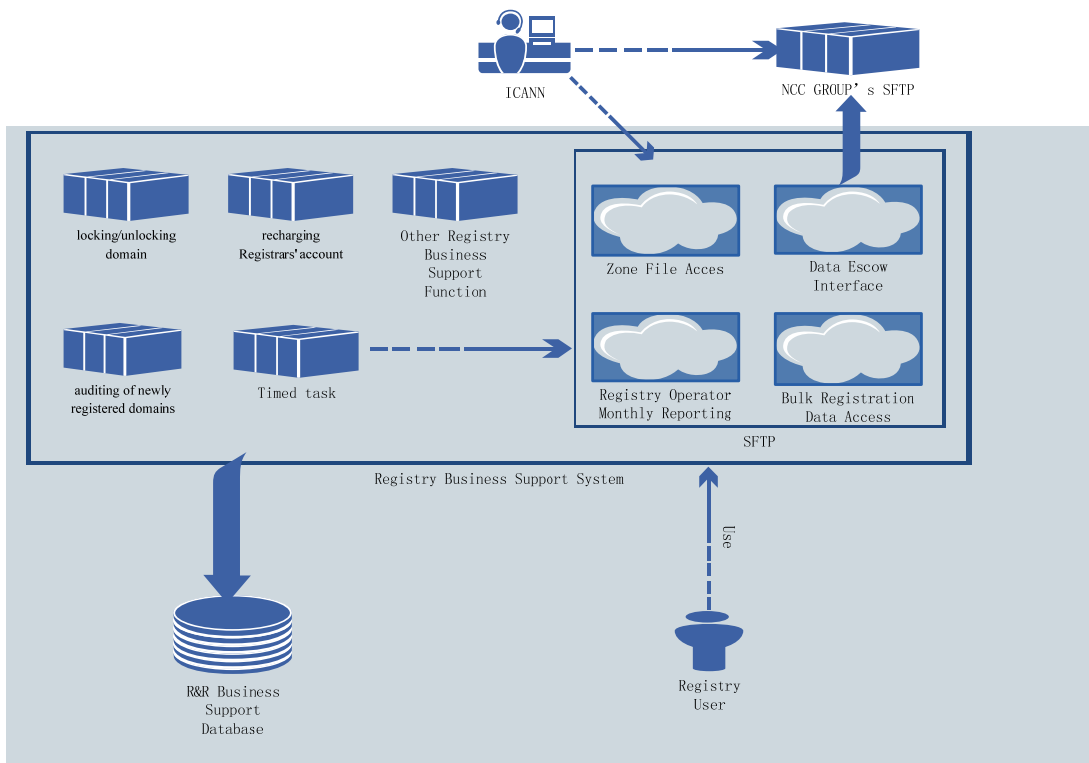 ICANN
NCC GROUP's SFTP
locking/unlocking
domain
recharging
Registrars' account
Other Registry
Business
Support
Function
Zone File Acces
Data Escow
Interface
auditing of newly
registered domains
Timed task
Registry Operator
Monthly Reporting
Bulk Registration
Data Access
SFTP
Registry Business Support System
Use
R&R Business
Support
Database
Registry
User